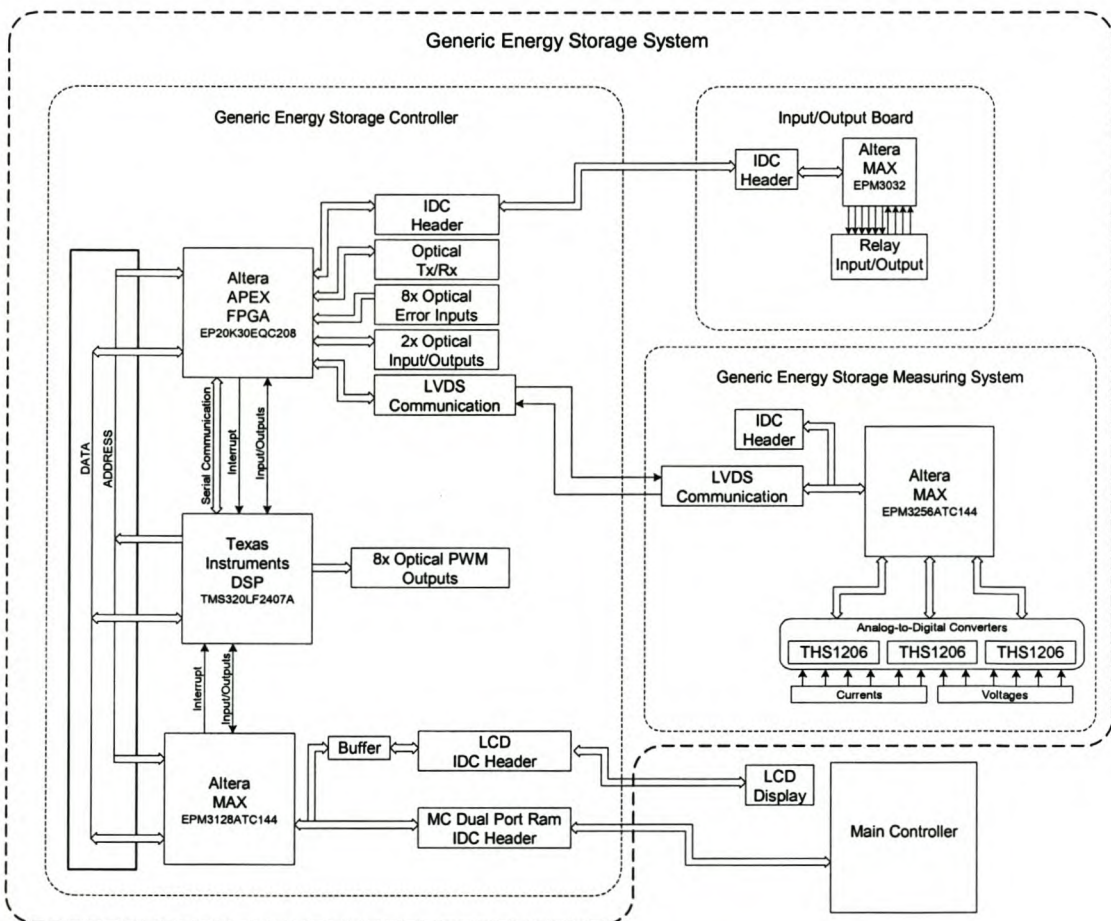 Generic Energy Storage System
Generic Energy Storage Controller
Input/Output Board
IDC
Header
Altera
MAX
EPM3032
Relay
Input/Output
IDC
Header
Optical
Tx/Rx
8x Optical
Error Inputs
2x Optical
Input/Outputs
LVDS
Communication
Altera
APEX
FPGA
EP20K30EQC208
DATA
ADDRESS
Serial Communication
Interrupt
Input/Outputs
Generic Energy Storage Measuring System
IDC
Header
LVDS
Communication
Altera
MAX
EPM3256ATC144
Analog-to-Digital Converters
THS1206
THS1206
THS1206
Currents
Voltages
Texas
Instruments
DSP
TMS320LF2407A
8x Optical PWM
Outputs
Interrupt
Input/Outputs
Altera
MAX
EPM3128ATC144
Buffer
LCD
IDC Header
MC Dual Port Ram
IDC Header
LCD
Display
Main Controller